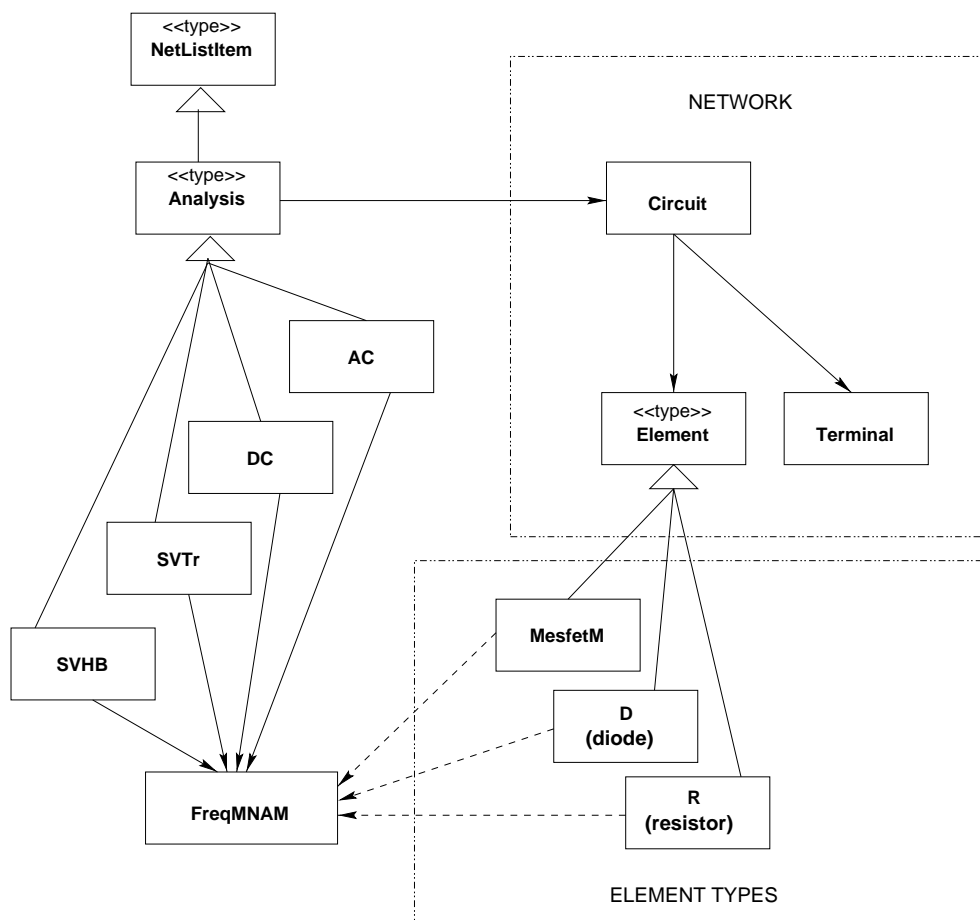 <<type>>
NetListItem
NETWORK
<<type>>
Analysis
Circuit
AC
<<type>>
Element
Terminal
DC
SVTr
MesfetM
SVHB
D
(diode)
FreqMNAM
R
(resistor)
ELEMENT TYPES